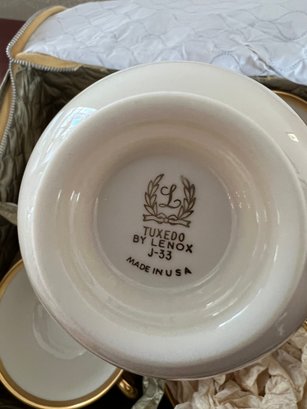 L
TUXEDO
BY LENOX
J-33
MADE IN USA